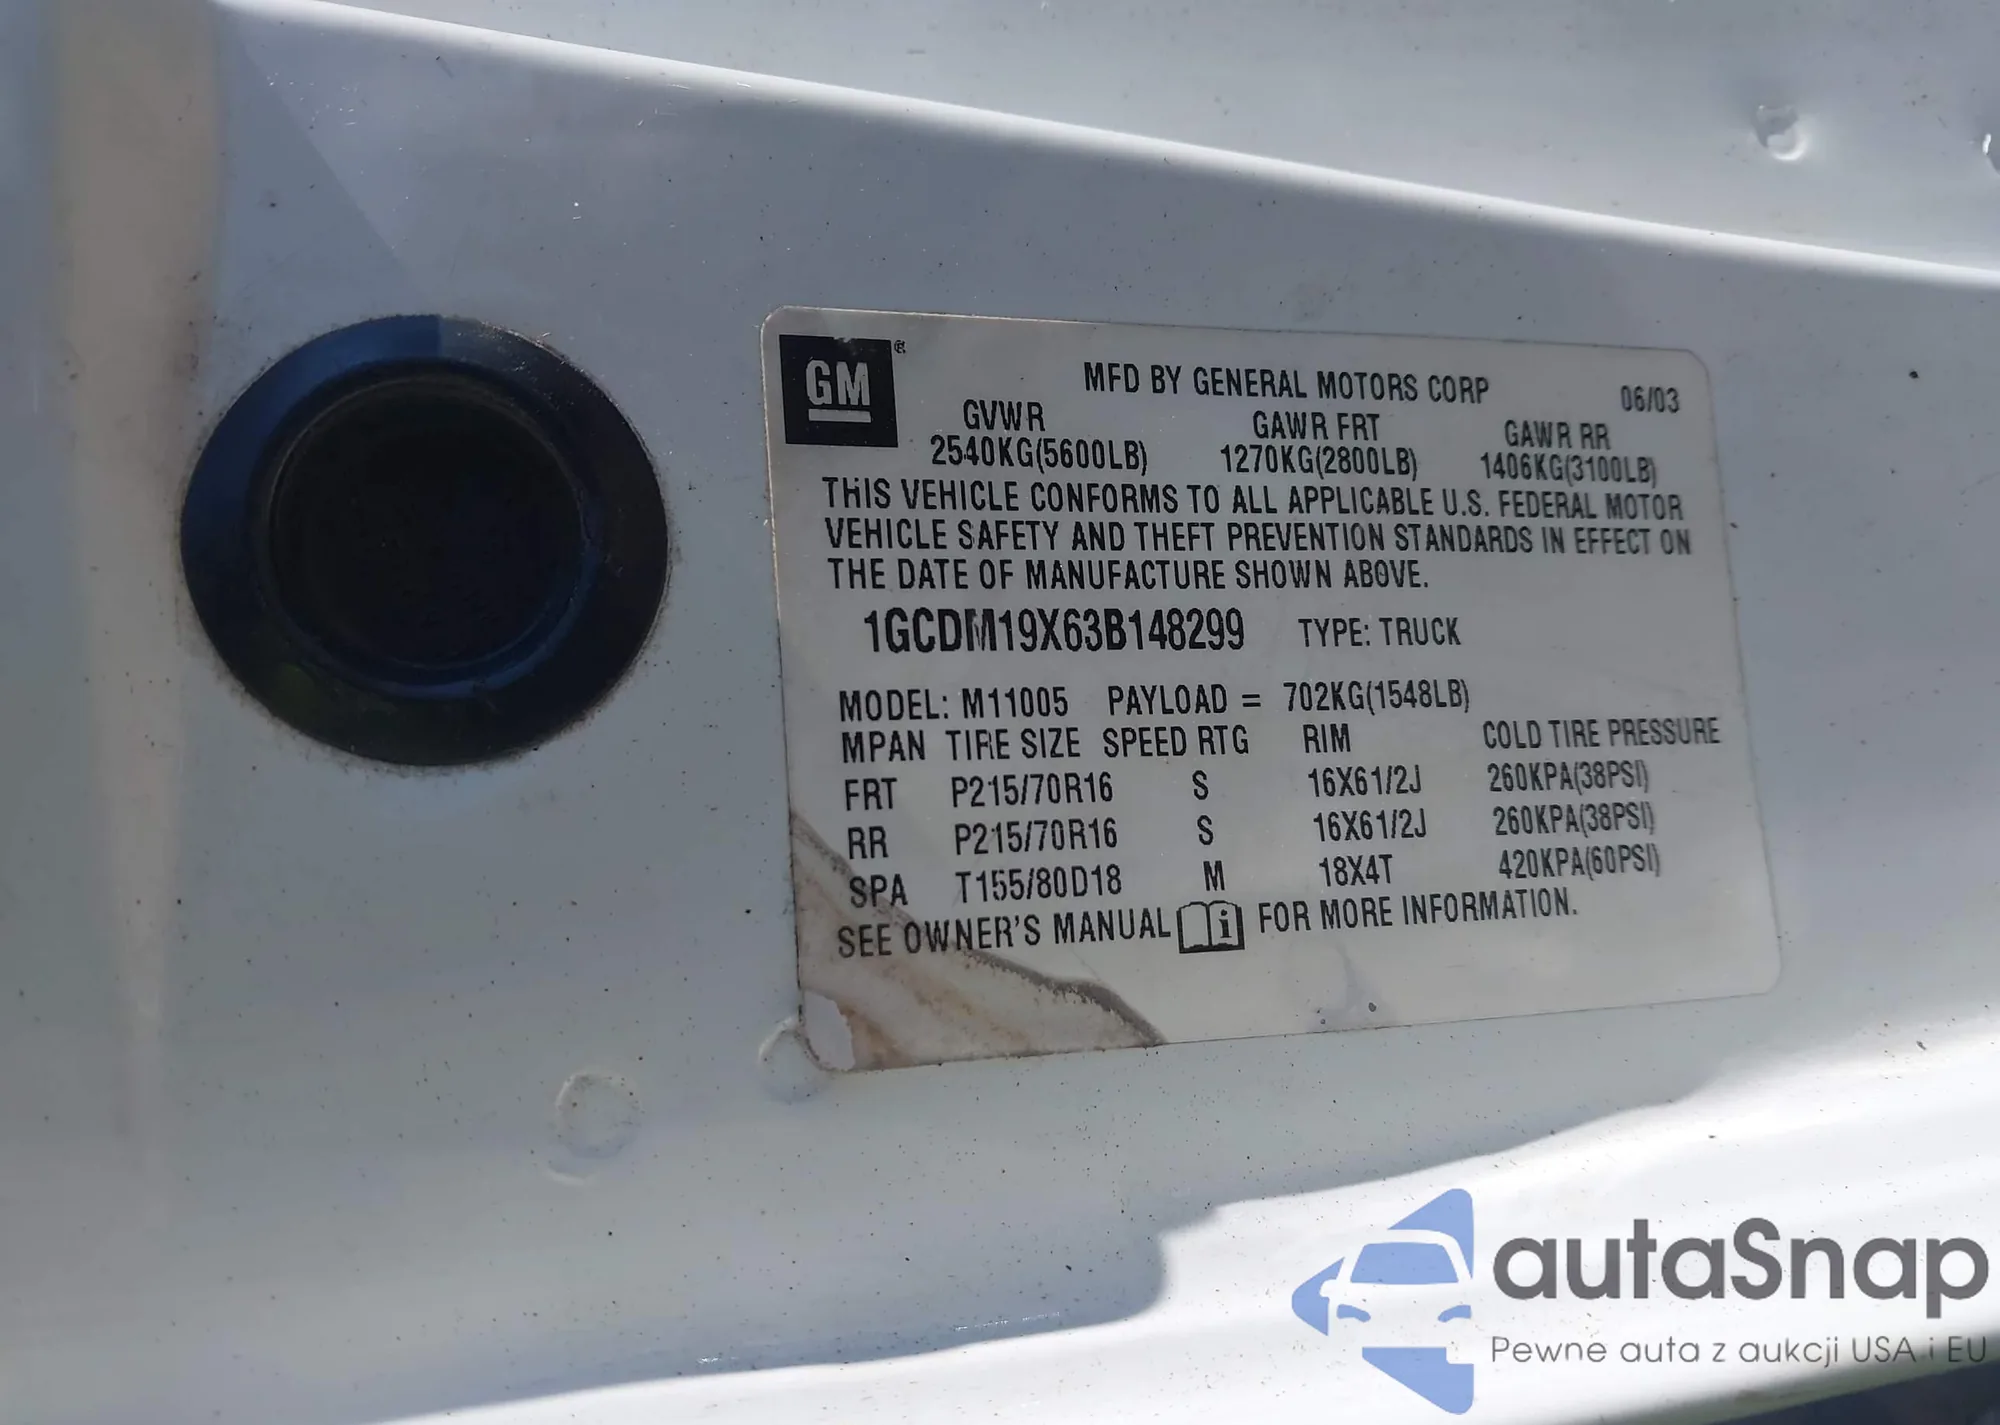 GM
MFD BY GENERAL MOTORS CORP 06/03
GVWR GAWR FRT GAWR RR
2540KG(5600LB) 1270KG(2800LB) 1406KG(3100LB)
THIS VEHICLE CONFORMS TO ALL APPLICABLE U.S. FEDERAL MOTOR
VEHICLE SAFETY AND THEFT PREVENTION STANDARDS IN EFFECT ON
THE DATE OF MANUFACTURE SHOWN ABOVE.
1GCDM19X63B148299 TYPE: TRUCK
MODEL: M11005 PAYLOAD = 702KG(1548LB)
MPAN TIRE SIZE SPEED RTG RIM COLD TIRE PRESSURE
FRT P215/70R16 S 16X61/2J 260KPA(38PSI)
RR P215/70R16 S 16X61/2J 260KPA(38PSI)
SPA T155/80D18 M 18X4T 420KPA(60PSI)
SEE OWNER'S MANUAL i FOR MORE INFORMATION.
autaSnap
Pewne auta z aukcji USA i EU